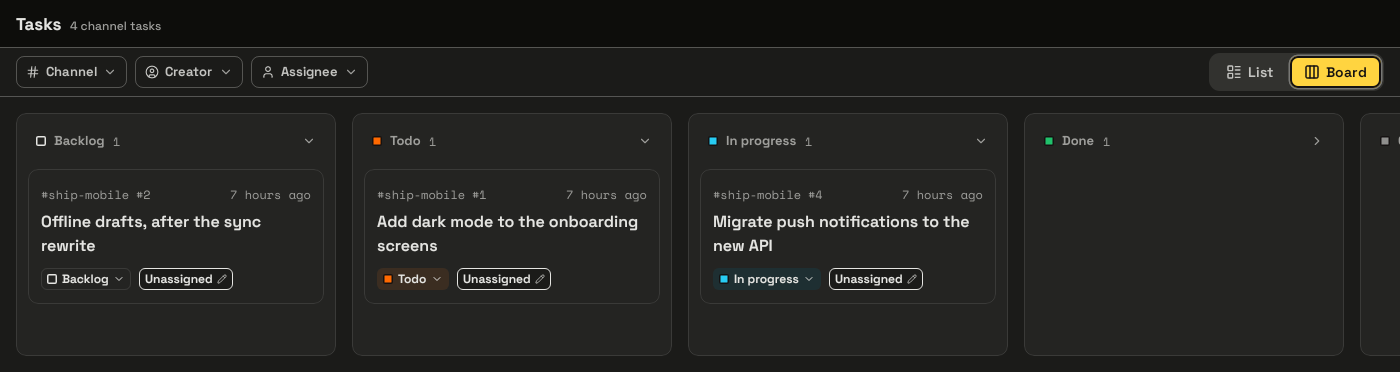 Tasks 4 channel tasks
Channel Creator Assignee List Board
Backlog 1
#ship-mobile #2 7 hours ago
Offline drafts, after the sync
rewrite
Backlog Unassigned
Todo 1
#ship-mobile #1 7 hours ago
Add dark mode to the onboarding
screens
Todo Unassigned
In progress 1
#ship-mobile #4 7 hours ago
Migrate push notifications to the
new API
In progress Unassigned
Done 1